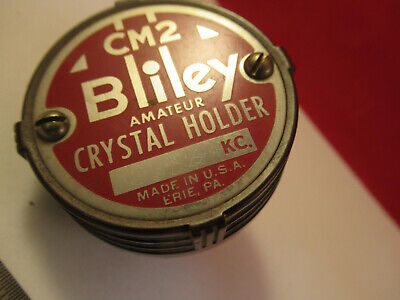 CM2
Bliley
AMATEUR
CRYSTAL HOLDER
KC.
MADE IN U.S.A.
ERIE, PA.